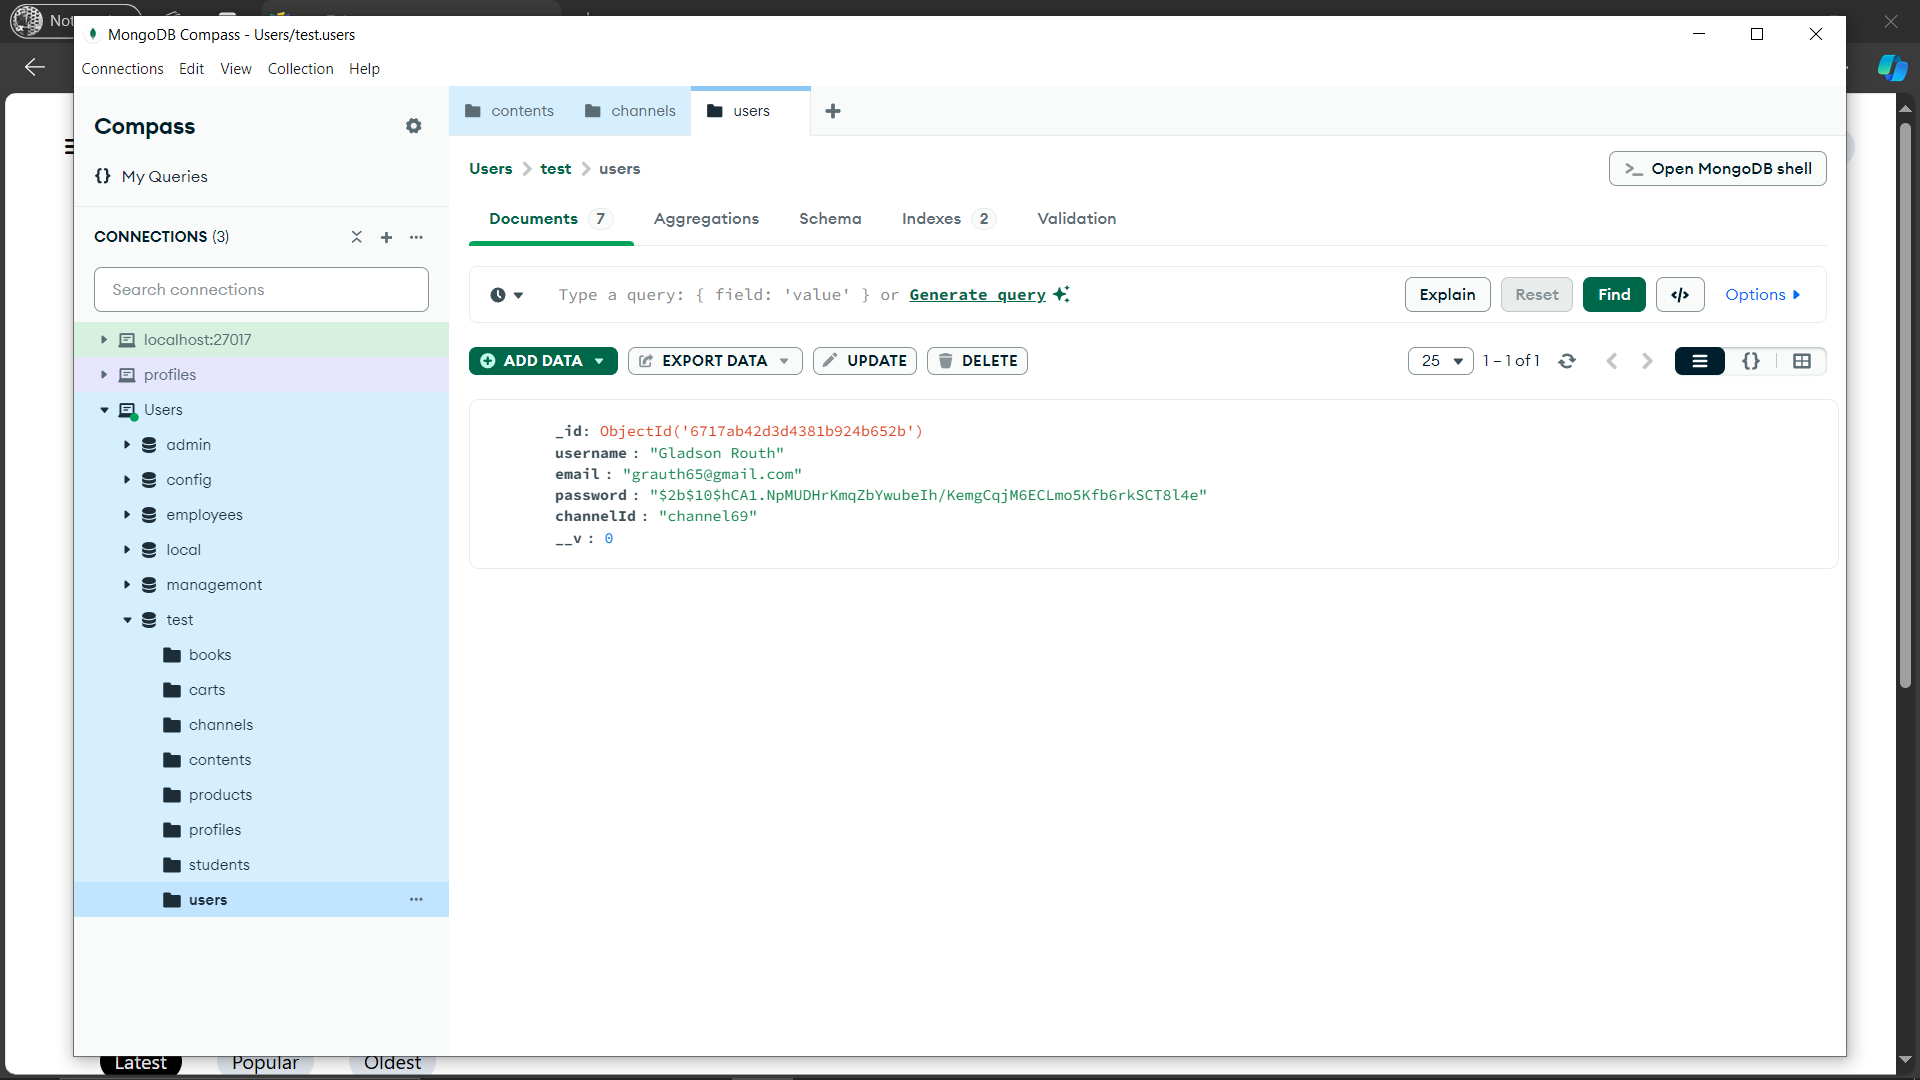 Not
MongoDB Compass - Users/test.users
Connections Edit View Collection Help
Compass
{} My Queries
CONNECTIONS (3)
Search connections
localhost:27017
profiles
Users
admin
config
employees
local
managemont
test
books
carts
channels
contents
products
profiles
students
users
contents channels users
Users > test > users
>_ Open MongoDB shell
Documents 7 Aggregations Schema Indexes 2 Validation
Type a query: { field: 'value' } or Generate query
Explain Reset Find </> Options
ADD DATA EXPORT DATA UPDATE DELETE
25 1 – 1 of 1 {}
_id: ObjectId('6717ab42d3d4381b924b652b')
username : "Gladson Routh"
email : "grauth65@gmail.com"
password : "$2b$10$hCA1.NpMUDHrKmqZbYwubeIh/KemgCqjM6ECLmo5Kfb6rkSCT8l4e"
channelId : "channel69"
__v : 0
Latest Popular Oldest